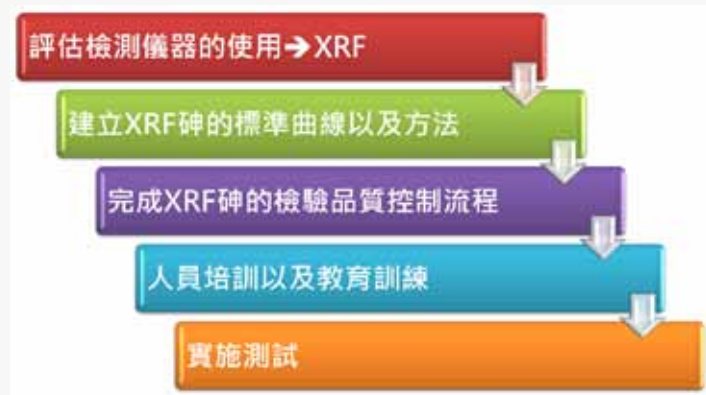 評估檢測儀器的使用➔XRF
建立XRF砷的標準曲線以及方法
完成XRF砷的檢驗品質控制流程
人員培訓以及教育訓練
實施測試